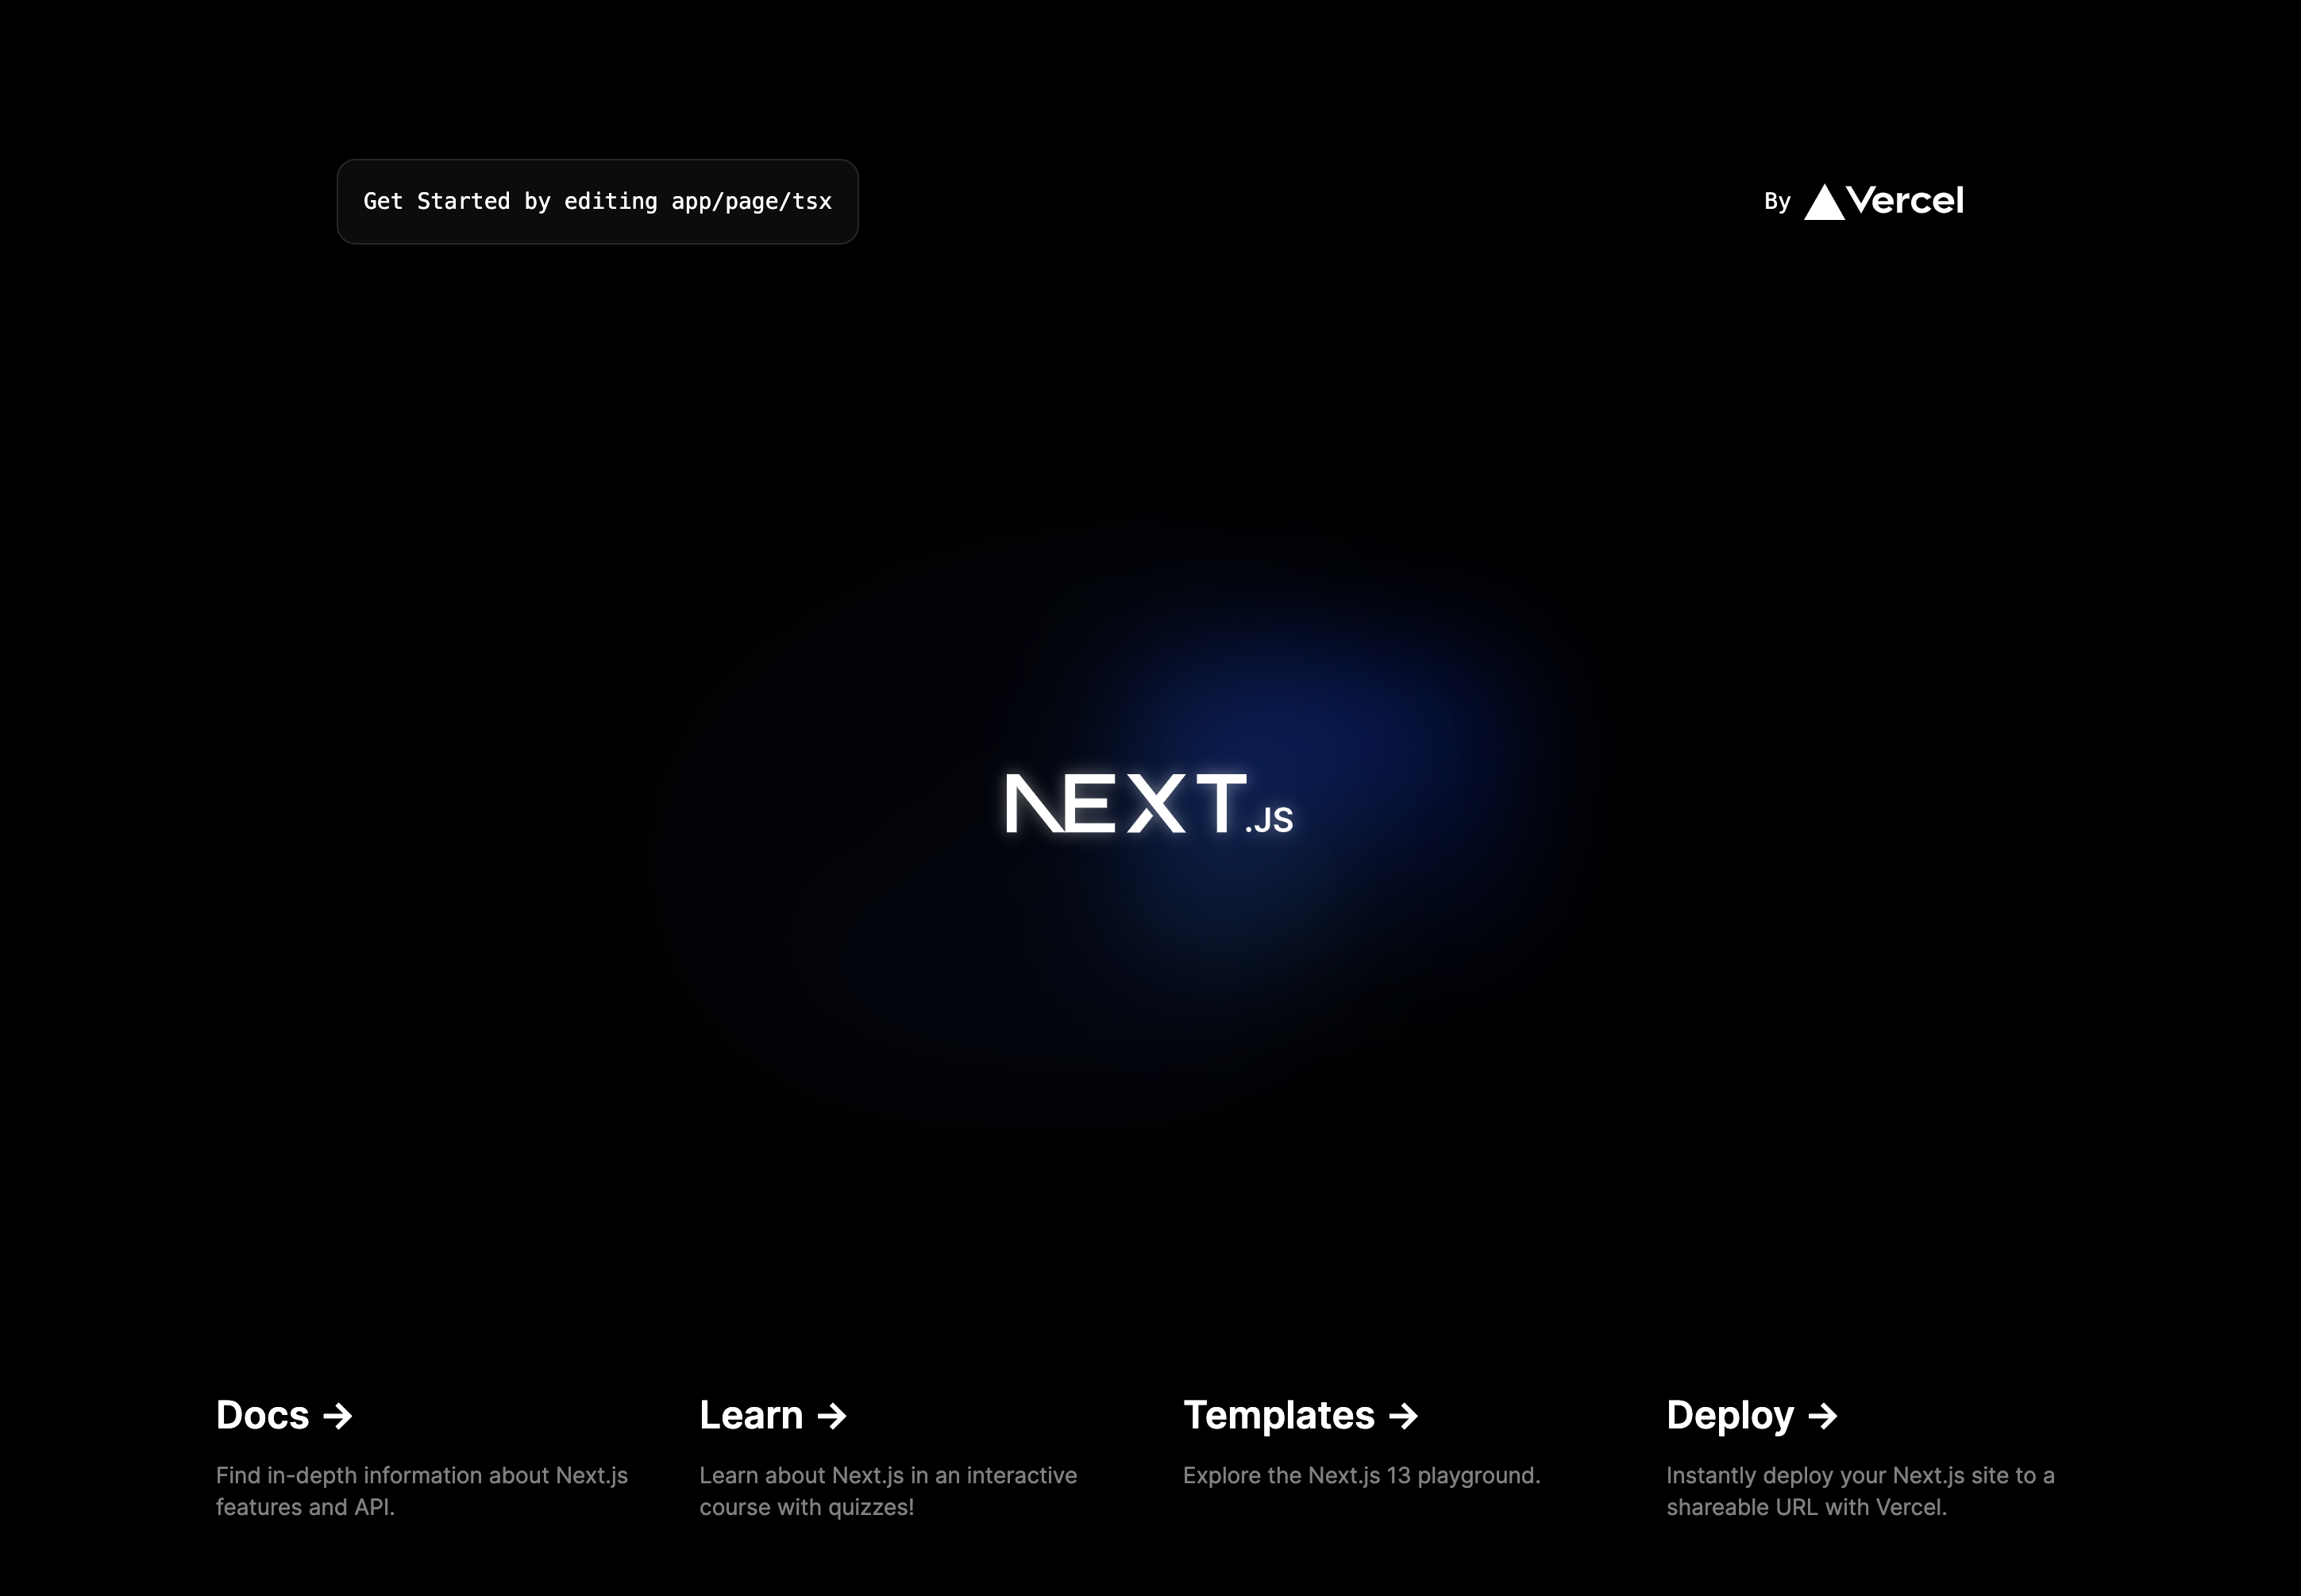 Get Started by editing app/page/tsx
By Vercel
NEXT.JS
Docs →
Find in-depth information about Next.js
features and API.
Learn →
Learn about Next.js in an interactive
course with quizzes!
Templates →
Explore the Next.js 13 playground.
Deploy →
Instantly deploy your Next.js site to a
shareable URL with Vercel.